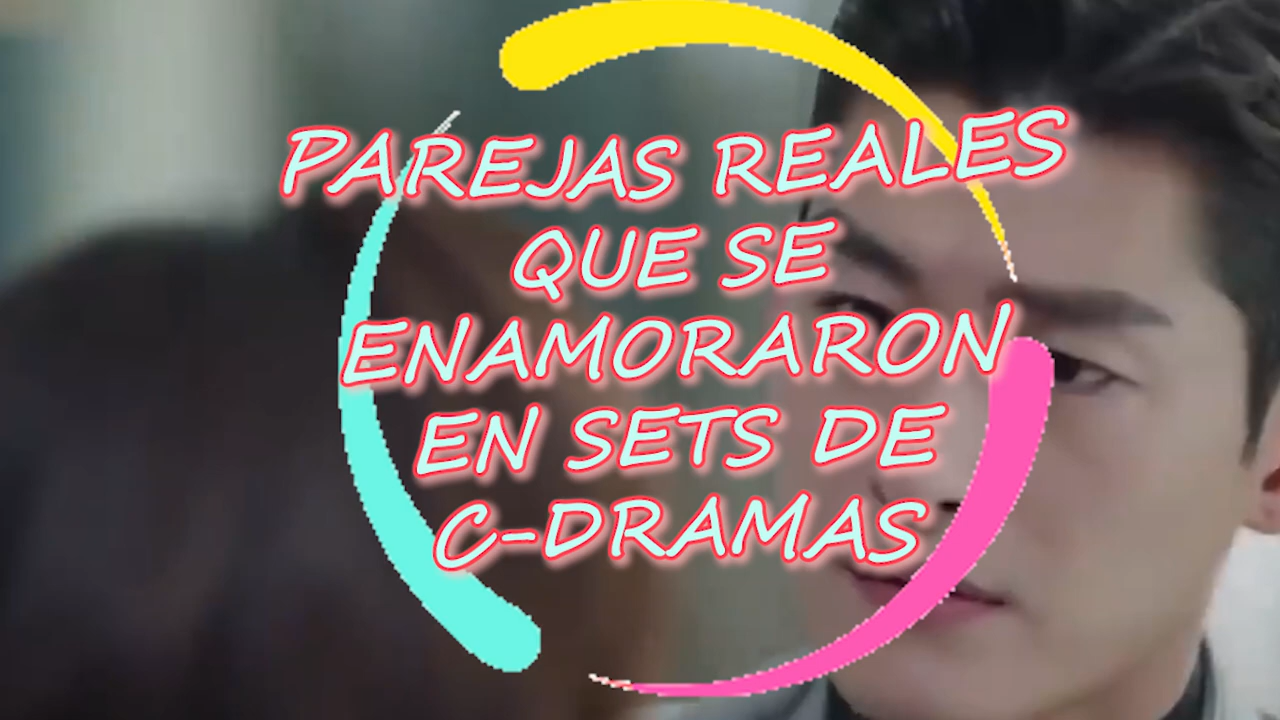 PAREJAS REALES
QUE SE
ENAMORARON
EN SETS DE
C-DRAMAS